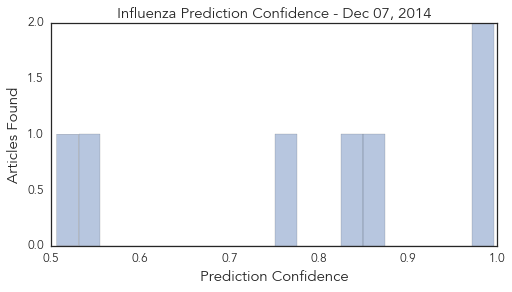 Influenza Prediction Confidence - Dec 07, 2014
Articles Found
2.0
1.5
1.0
0.5
0.0
0.5 0.6 0.7 0.8 0.9 1.0
Prediction Confidence